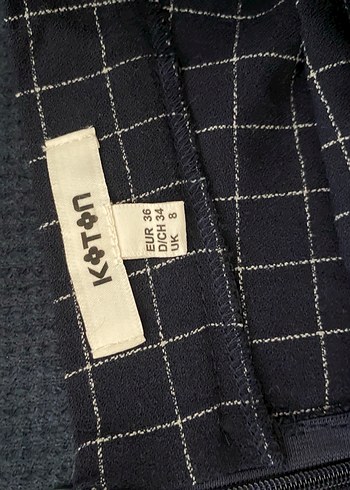 KOTON
EUR 36
D/CH 34
UK 8